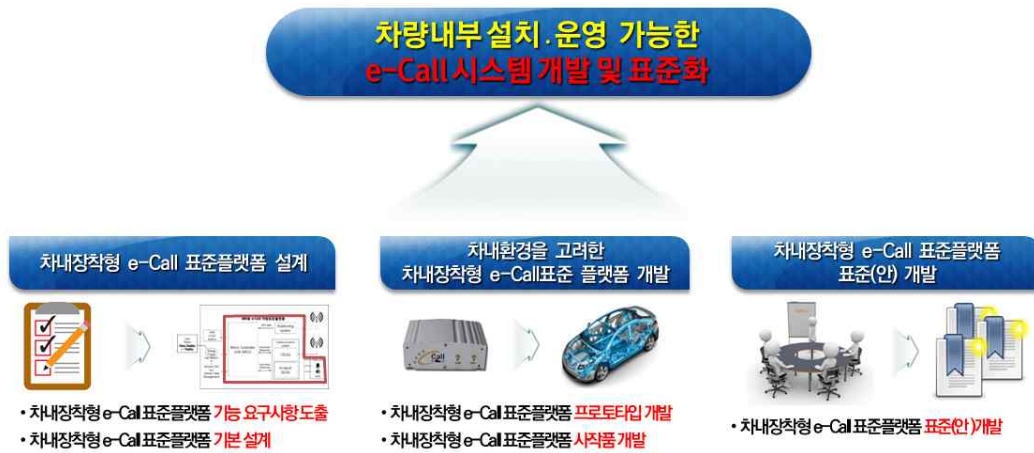 차량내부 설치.운영 가능한
e-Call 시스템 개발 및 표준화
차내장착형 e-Call 표준플랫폼 설계
• 차내장착형 e-Call 표준플랫폼 기능 요구사항 도출
• 차내장착형 e-Call 표준플랫폼 기본 설계
차내환경을 고려한
차내장착형 e-Call표준 플랫폼 개발
Call
• 차내장착형 e-Call 표준플랫폼 프로토타입 개발
• 차내장착형 e-Call 표준플랫폼 시작품 개발
차내장착형 e-Call 표준플랫폼
표준(안) 개발
• 차내장착형 e-Call 표준플랫폼 표준(안)개발